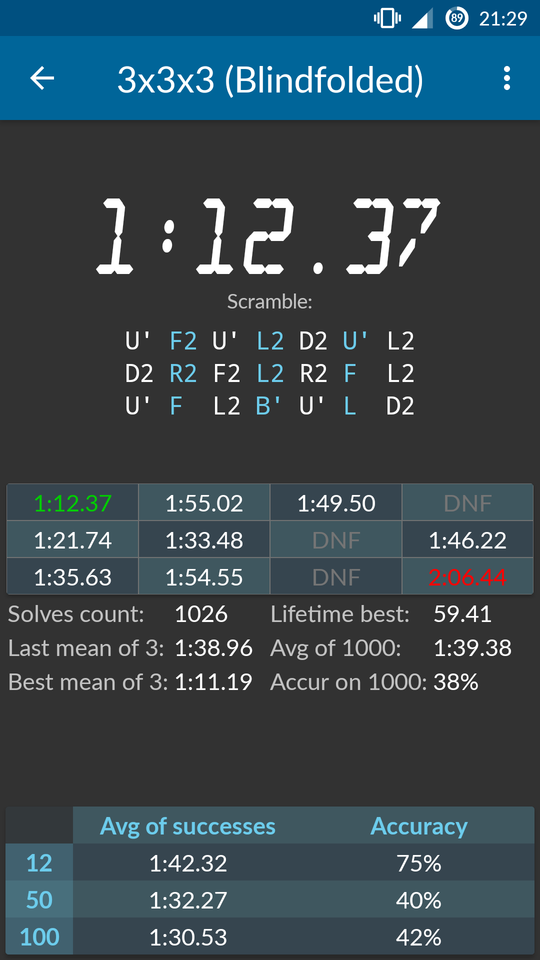 89 21:29
3x3x3 (Blindfolded)
1:12.37
Scramble:
U' F2 U' L2 D2 U' L2
D2 R2 F2 L2 R2 F L2
U' F L2 B' U' L D2
1:12.37 1:55.02 1:49.50 DNF
1:21.74 1:33.48 DNF 1:46.22
1:35.63 1:54.55 DNF 2:06.44
Solves count: 1026 Lifetime best: 59.41
Last mean of 3: 1:38.96 Avg of 1000: 1:39.38
Best mean of 3: 1:11.19 Accur on 1000: 38%
Avg of successes Accuracy
12 1:42.32 75%
50 1:32.27 40%
100 1:30.53 42%